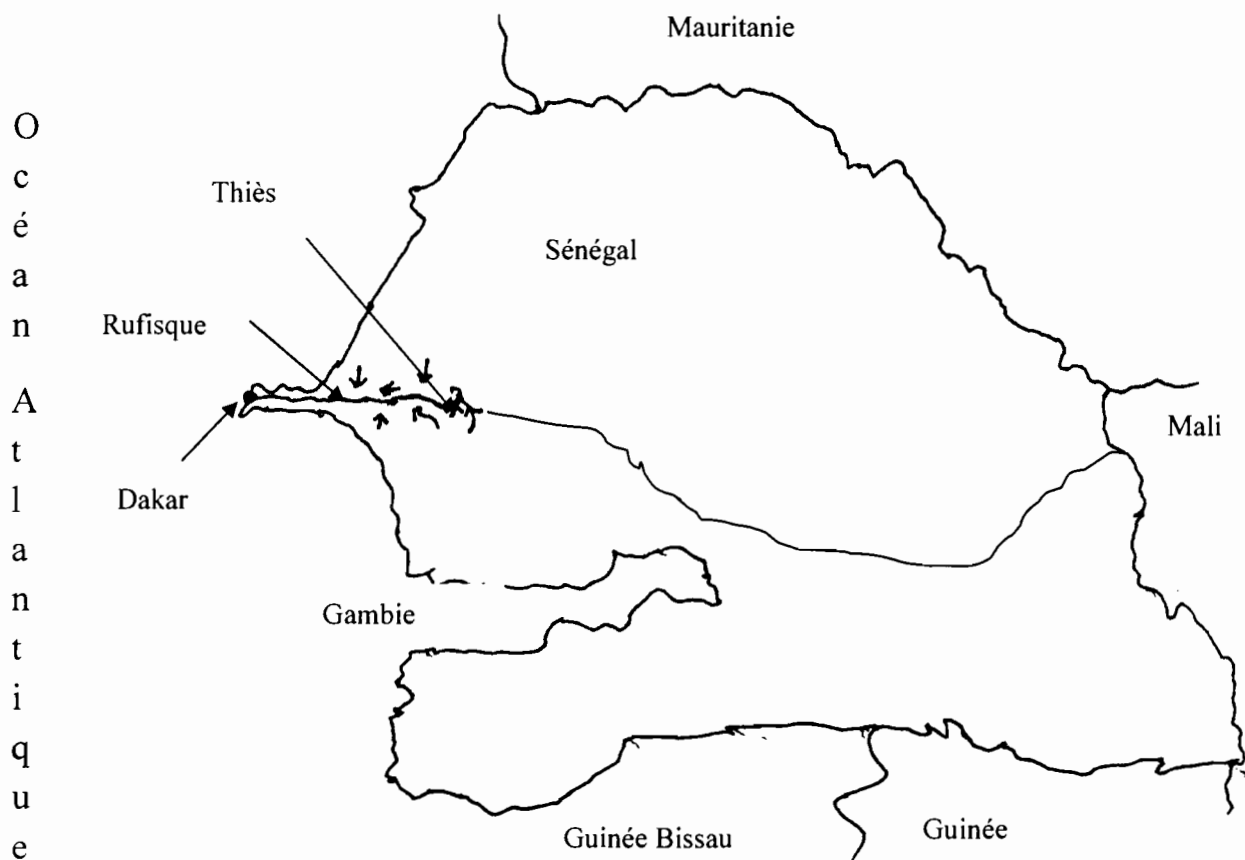 Mauritanie
Océan Atlantique
Thiès
Sénégal
Rufisque
Mali
Dakar
Gambie
Guinée Bissau
Guinée